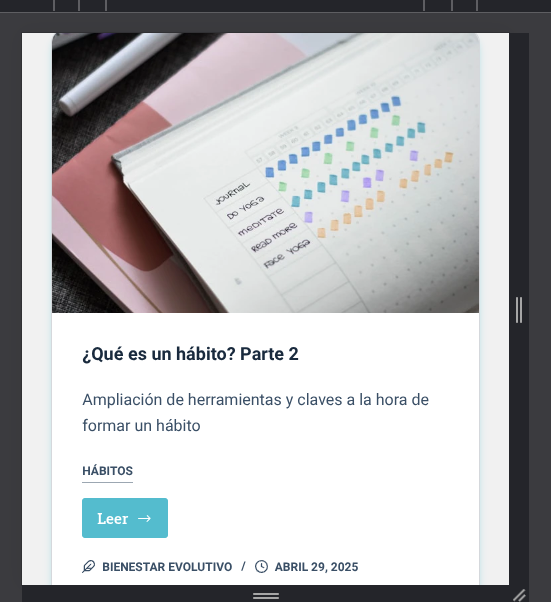 JOURNAL
DO YOGA
MEDITATE
READ MORE
FACE YOGA
¿Qué es un hábito? Parte 2
Ampliación de herramientas y claves a la hora de
formar un hábito
HÁBITOS
Leer →
BIENESTAR EVOLUTIVO / ABRIL 29, 2025